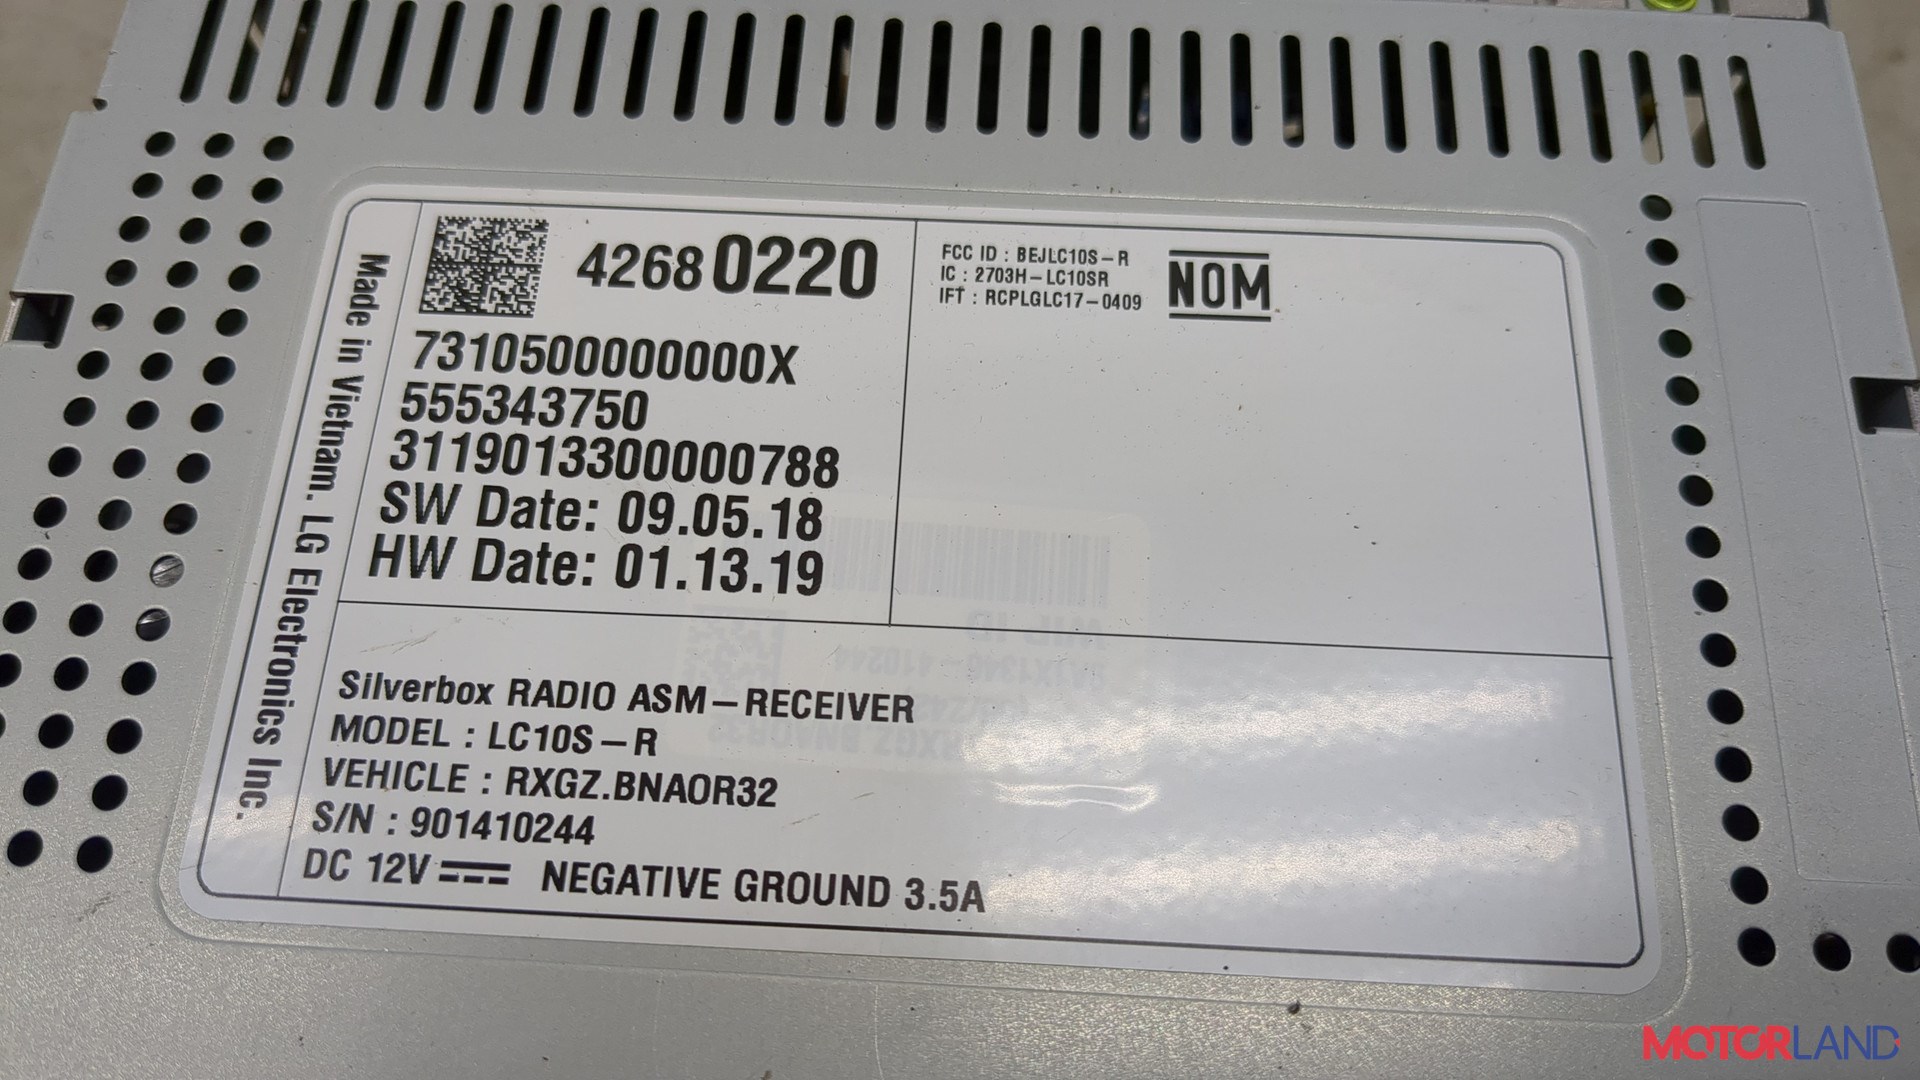 42680220
7310500000000X
555343750
3119013300000788
SW Date: 09.05.18
HW Date: 01.13.19
FCC ID : BEJLC10S-R
IC : 2703H-LC10SR
IFT : RCPLGLC17-0409
NOM
Made in Vietnam. LG Electronics Inc.
Silverbox RADIO ASM-RECEIVER
MODEL : LC10S-R
VEHICLE : RXGZ.BNAOR32
S/N : 901410244
DC 12V NEGATIVE GROUND 3.5A
MOTORLAND